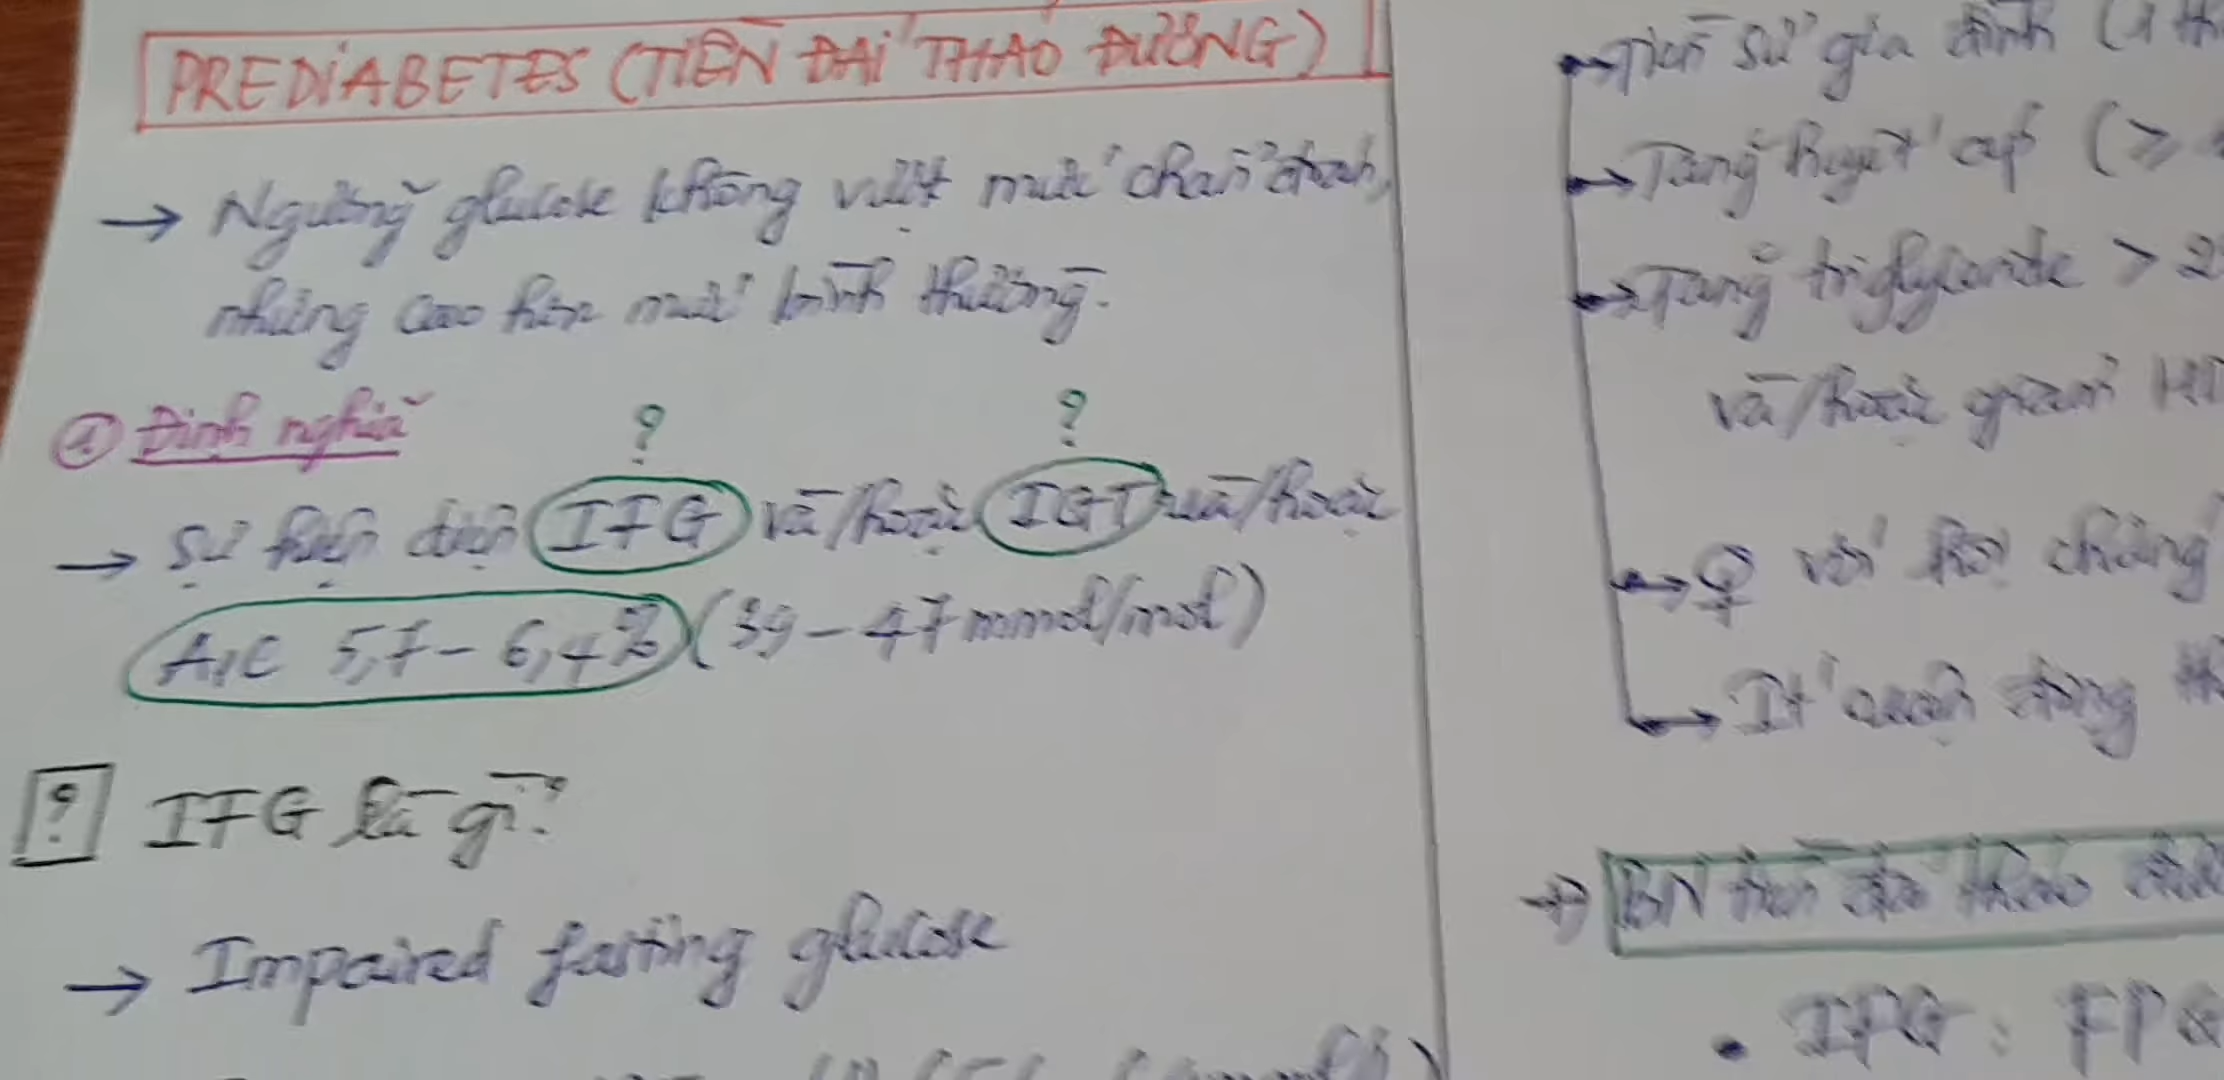 PREDIABETES (TIỀN ĐÁI THÁO ĐƯỜNG)
→ Ngưỡng glucose không vượt mức chẩn đoán,
nhưng cao hơn mức bình thường.
① Định nghĩa
? ?
→ Sự hiện diện IFG và/hoặc IGT và/hoặc
A1C 5,7 - 6,4% (39 - 47 mmol/mol)
? IFG là gì?
→ Impaired fasting glucose
→ Tiền sử gia đình (1
→ Tăng huyết áp (≥
→ Tăng triglyceride > 2
và/hoặc giảm HD
→ ♀ với hội chứng
→ Ít vận động
→ BN tiền đái tháo
• IFG: FPG